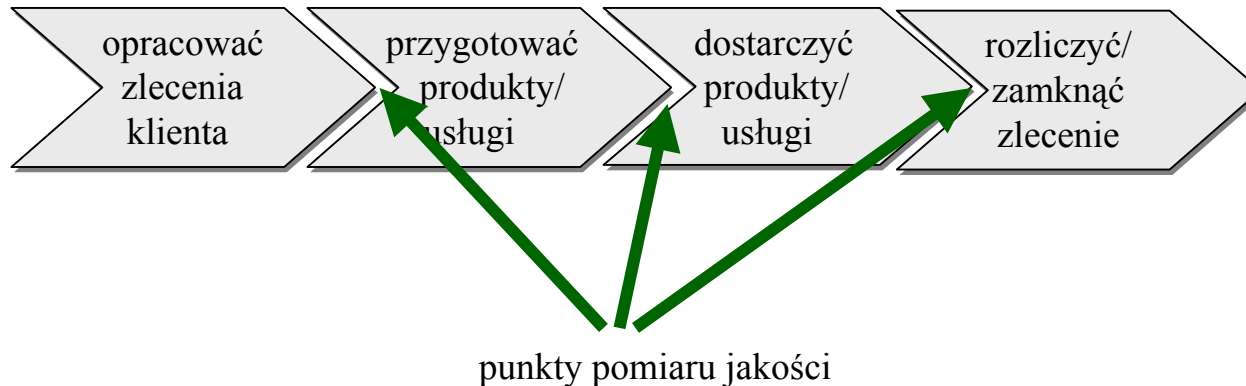 opracować
zlecenia
klienta
przygotować
produkty/
usługi
dostarczyć
produkty/
usługi
rozliczyć/
zamknąć
zlecenie
punkty pomiaru jakości